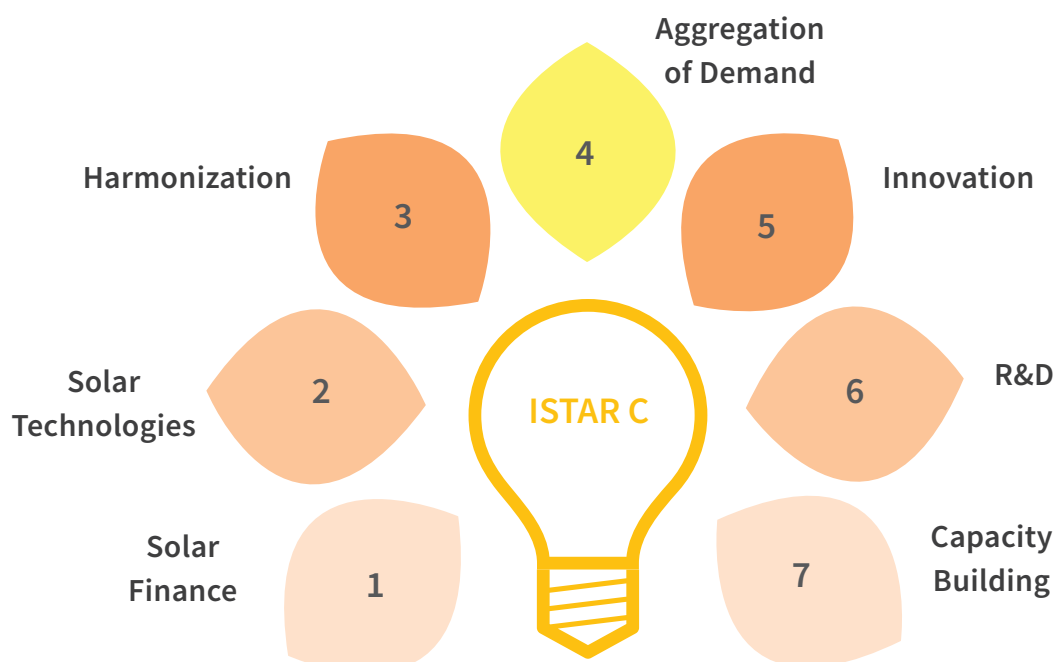 Aggregation
of Demand
4
Harmonization
3
Innovation
5
Solar
Technologies
2
ISTAR C
R&D
6
Solar
Finance
1
Capacity
Building
7